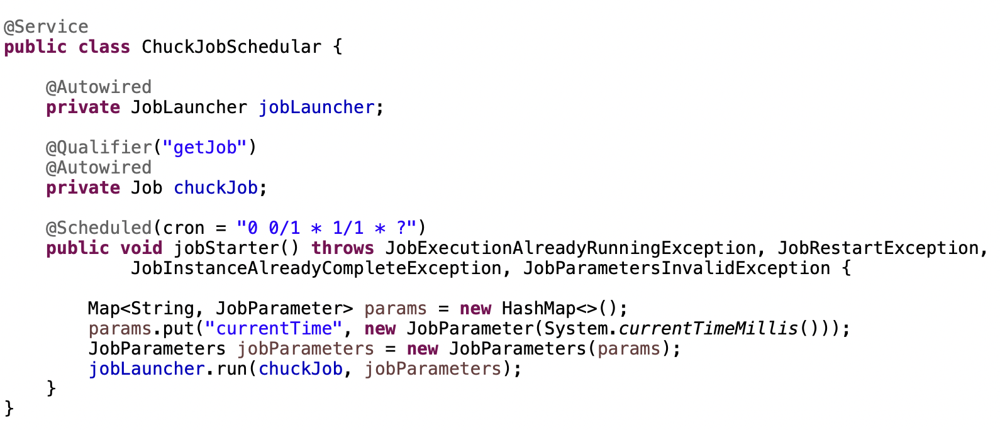 @Service
public class ChuckJobSchedular {
@Autowired
private JobLauncher jobLauncher;
@Qualifier("getJob")
@Autowired
private Job chuckJob;
@Scheduled(cron = "0 0/1 * 1/1 * ?")
public void jobStarter() throws JobExecutionAlreadyRunningException, JobRestartException,
JobInstanceAlreadyCompleteException, JobParametersInvalidException {
Map<String, JobParameter> params = new HashMap<>();
params.put("currentTime", new JobParameter(System.currentTimeMillis()));
JobParameters jobParameters = new JobParameters(params);
jobLauncher.run(chuckJob, jobParameters);
}
}